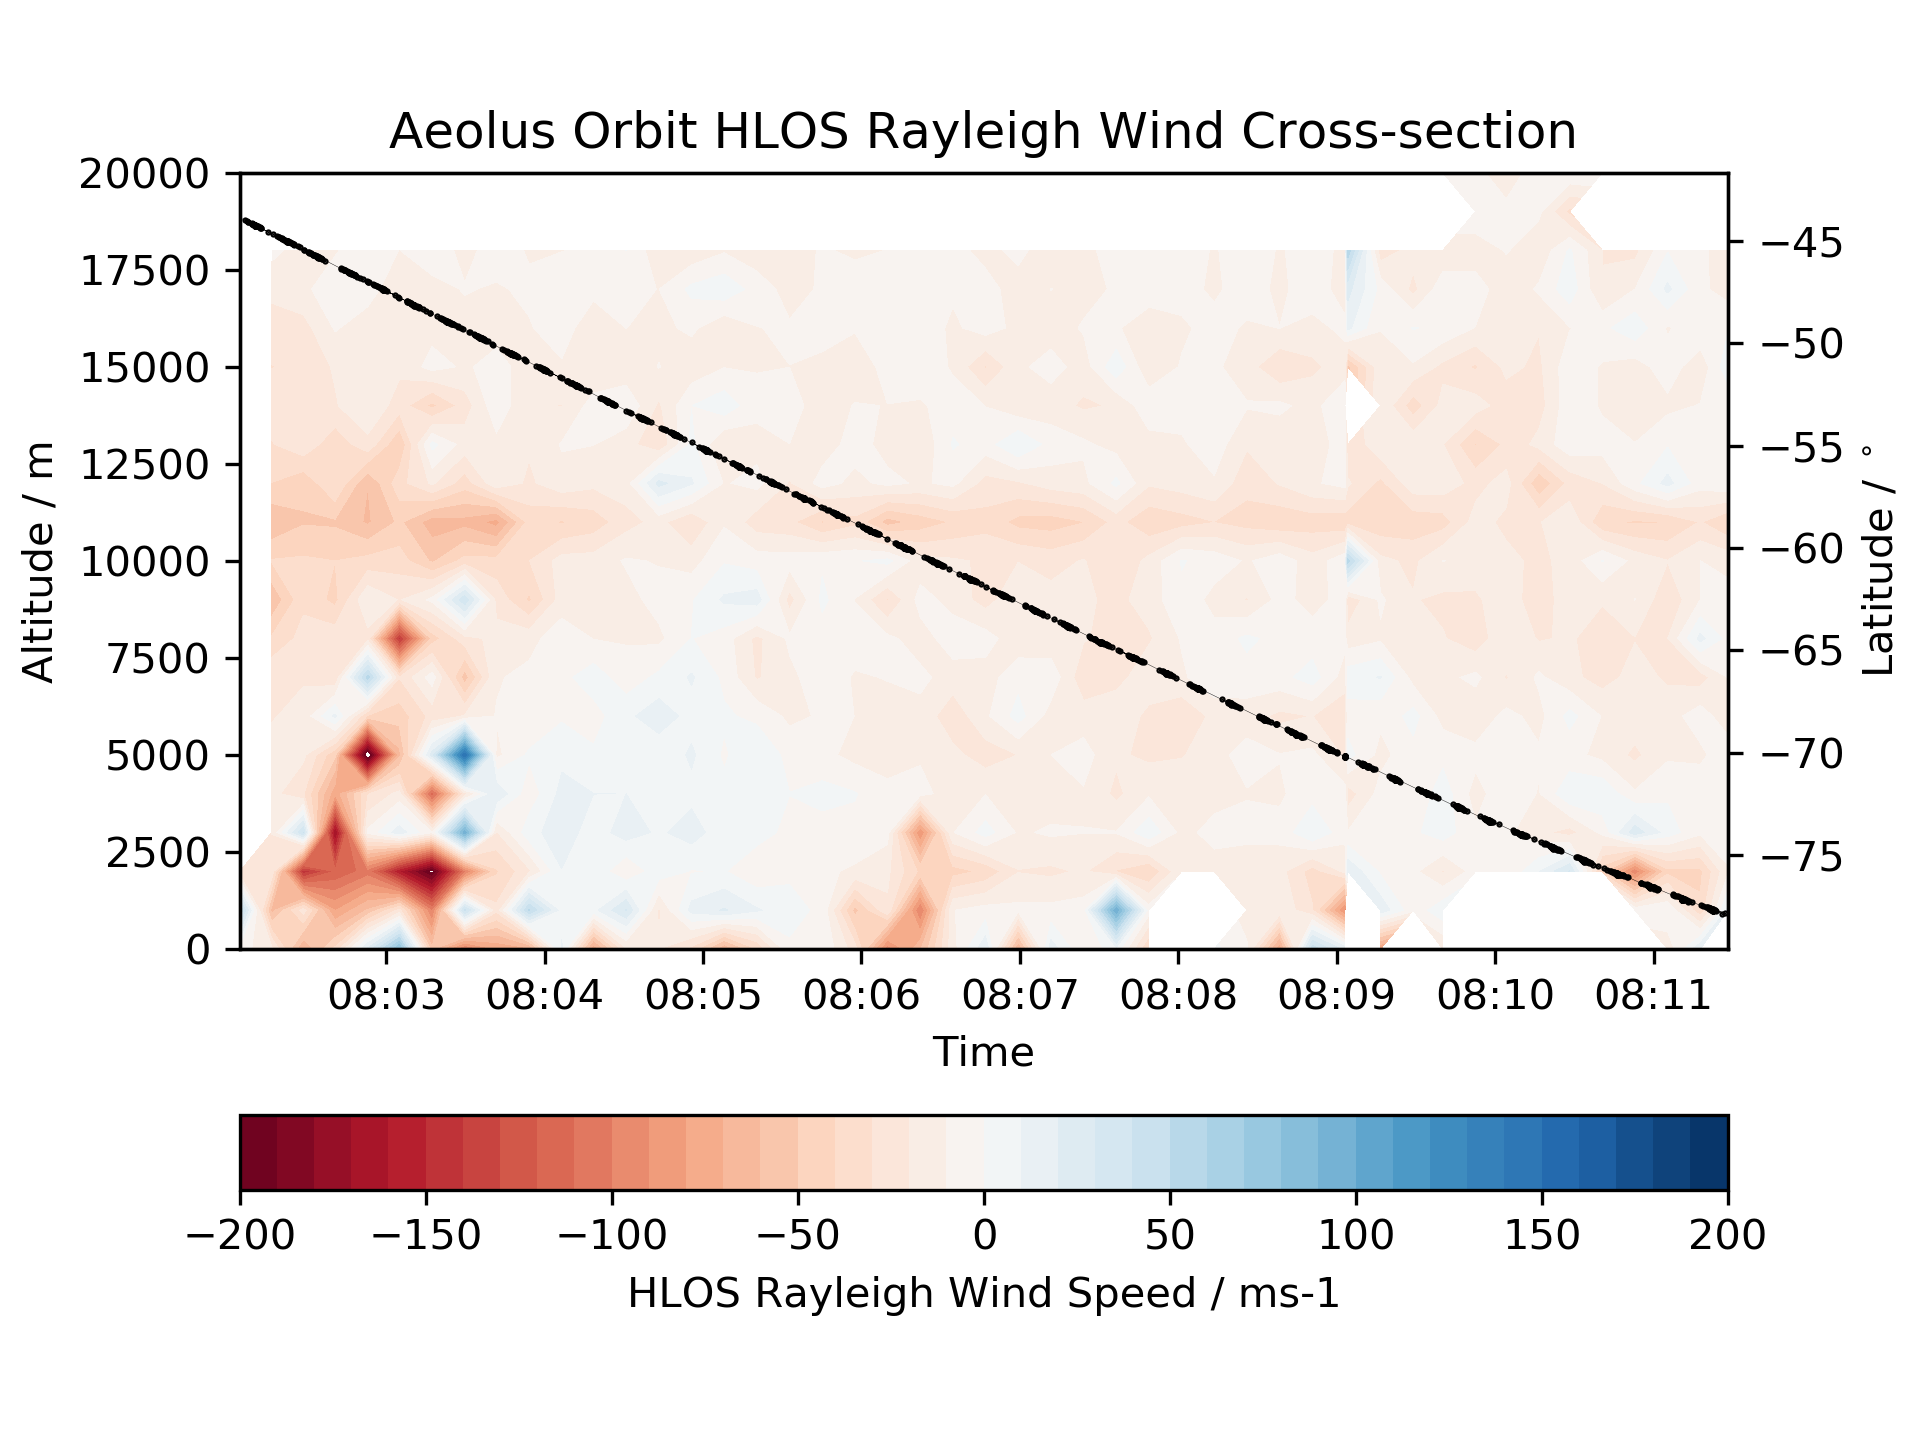 Aeolus Orbit HLOS Rayleigh Wind Cross-section
20000
17500
15000
12500
10000
7500
5000
2500
0
Altitude / m
−45
−50
−55
−60
−65
−70
−75
Latitude / °
08:03 08:04 08:05 08:06 08:07 08:08 08:09 08:10 08:11
Time
−200 −150 −100 −50 0 50 100 150 200
HLOS Rayleigh Wind Speed / ms-1